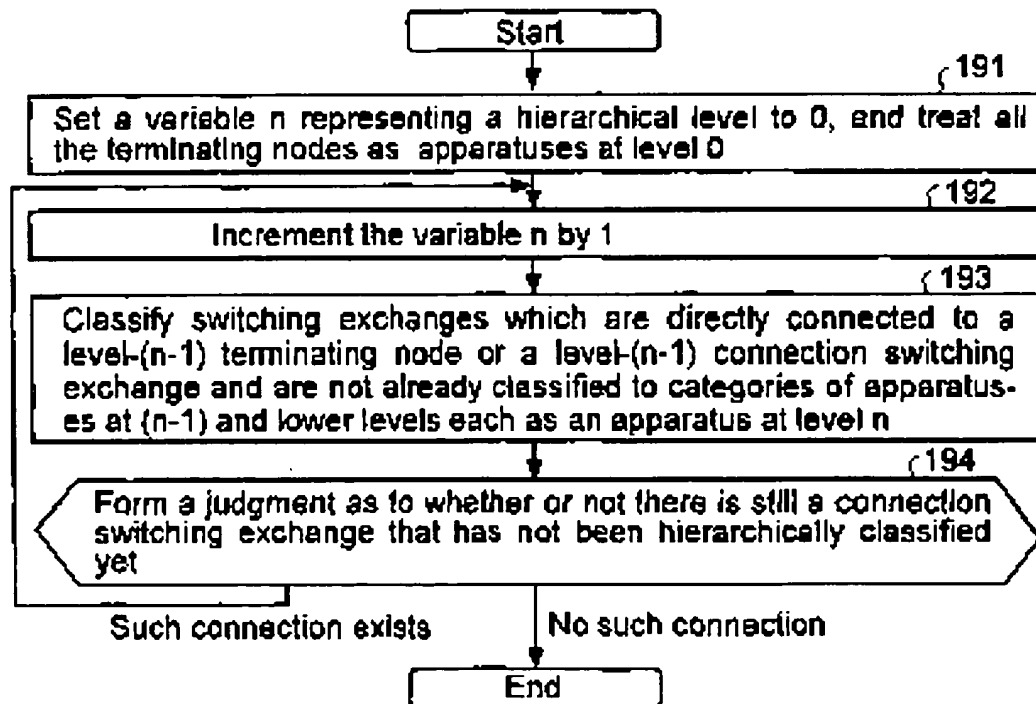 Start
191
Set a variable n representing a hierarchical level to 0, and treat all
the terminating nodes as apparatuses at level 0
192
Increment the variable n by 1
193
Classify switching exchanges which are directly connected to a
level-(n-1) terminating node or a level-(n-1) connection switching
exchange and are not already classified to categories of apparatus-
es at (n-1) and lower levels each as an apparatus at level n
194
Form a judgment as to whether or not there is still a connection
switching exchange that has not been hierarchically classified
yet
Such connection exists
No such connection
End